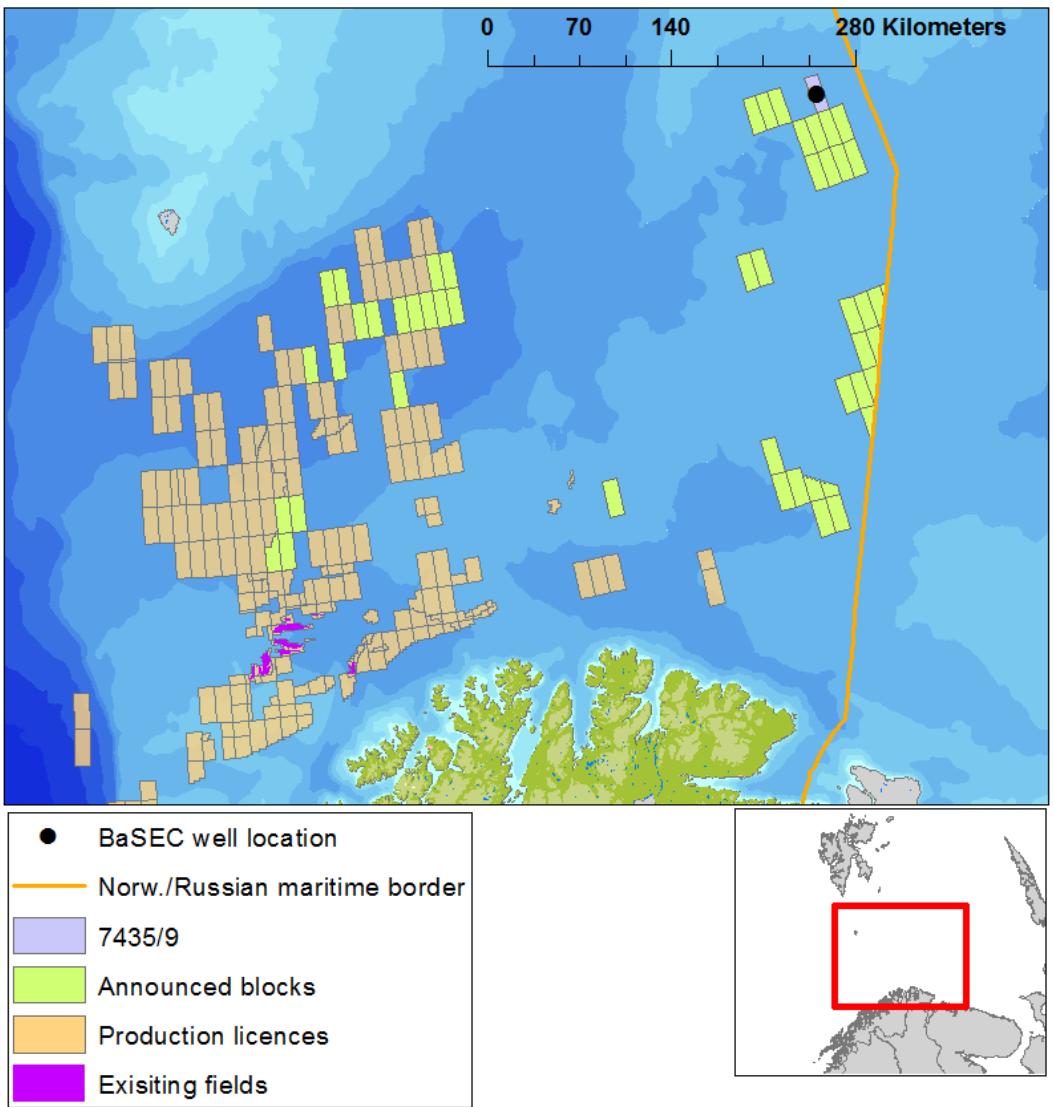 0 70 140 280 Kilometers
BaSEC well location
Norw./Russian maritime border
7435/9
Announced blocks
Production licences
Exisiting fields